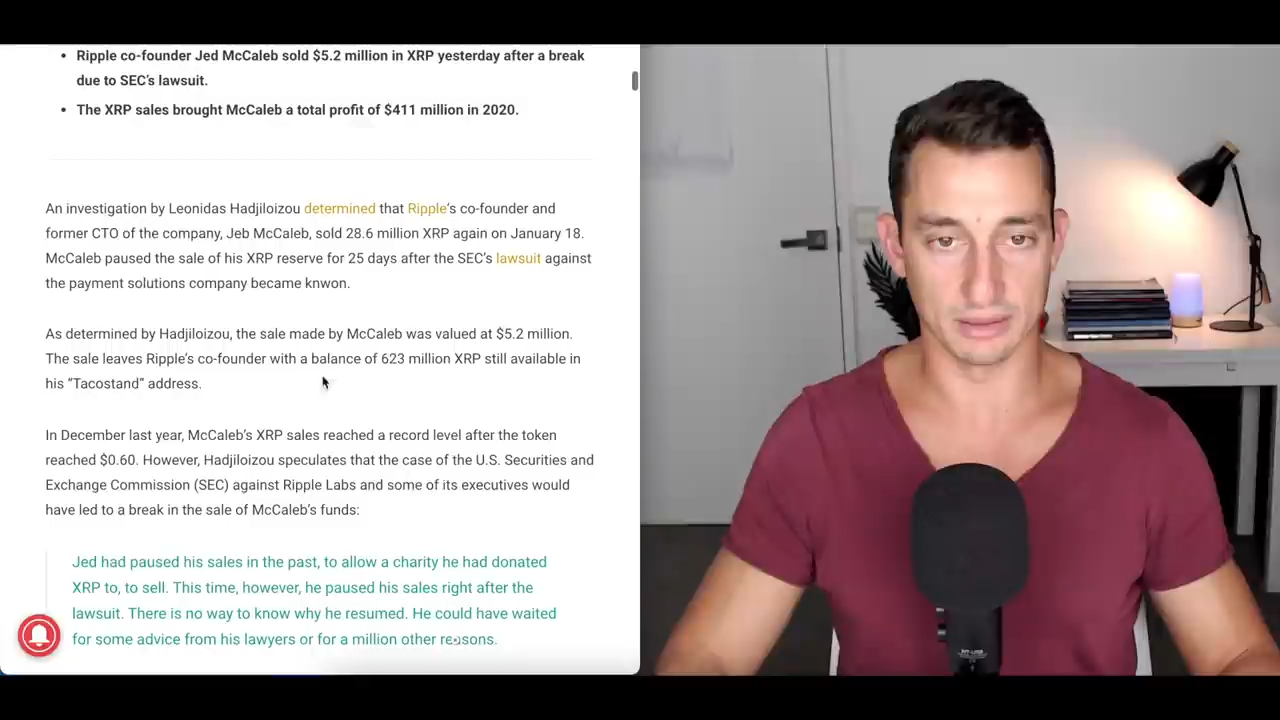 Ripple co-founder Jed McCaleb sold $5.2 million in XRP yesterday after a break
due to SEC’s lawsuit.
The XRP sales brought McCaleb a total profit of $411 million in 2020.
An investigation by Leonidas Hadjiloizou determined that Ripple‘s co-founder and
former CTO of the company, Jeb McCaleb, sold 28.6 million XRP again on January 18.
McCaleb paused the sale of his XRP reserve for 25 days after the SEC’s lawsuit against
the payment solutions company became knwon.
As determined by Hadjiloizou, the sale made by McCaleb was valued at $5.2 million.
The sale leaves Ripple’s co-founder with a balance of 623 million XRP still available in
his “Tacostand” address.
In December last year, McCaleb’s XRP sales reached a record level after the token
reached $0.60. However, Hadjiloizou speculates that the case of the U.S. Securities and
Exchange Commission (SEC) against Ripple Labs and some of its executives would
have led to a break in the sale of McCaleb’s funds:
Jed had paused his sales in the past, to allow a charity he had donated
XRP to, to sell. This time, however, he paused his sales right after the
lawsuit. There is no way to know why he resumed. He could have waited
for some advice from his lawyers or for a million other reasons.